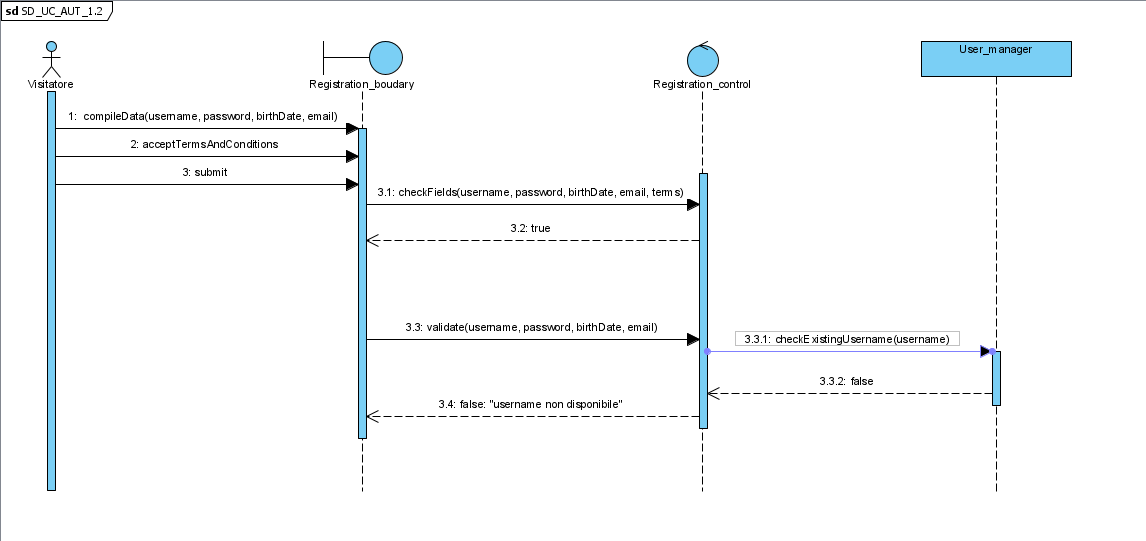 sd SD_UC_AUT_1.2
Visitatore
Registration_boudary
Registration_control
User_manager
1: compileData(username, password, birthDate, email)
2: acceptTermsAndConditions
3: submit
3.1: checkFields(username, password, birthDate, email, terms)
3.2: true
3.3: validate(username, password, birthDate, email)
3.3.1: checkExistingUsername(username)
3.3.2: false
3.4: false: "username non disponibile"